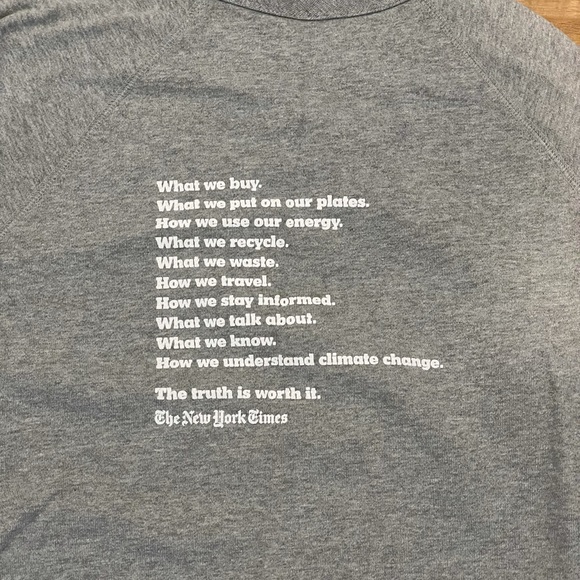 What we buy.
What we put on our plates.
How we use our energy.
What we recycle.
What we waste.
How we travel.
How we stay informed.
What we talk about.
What we know.
How we understand climate change.
The truth is worth it.
The New York Times